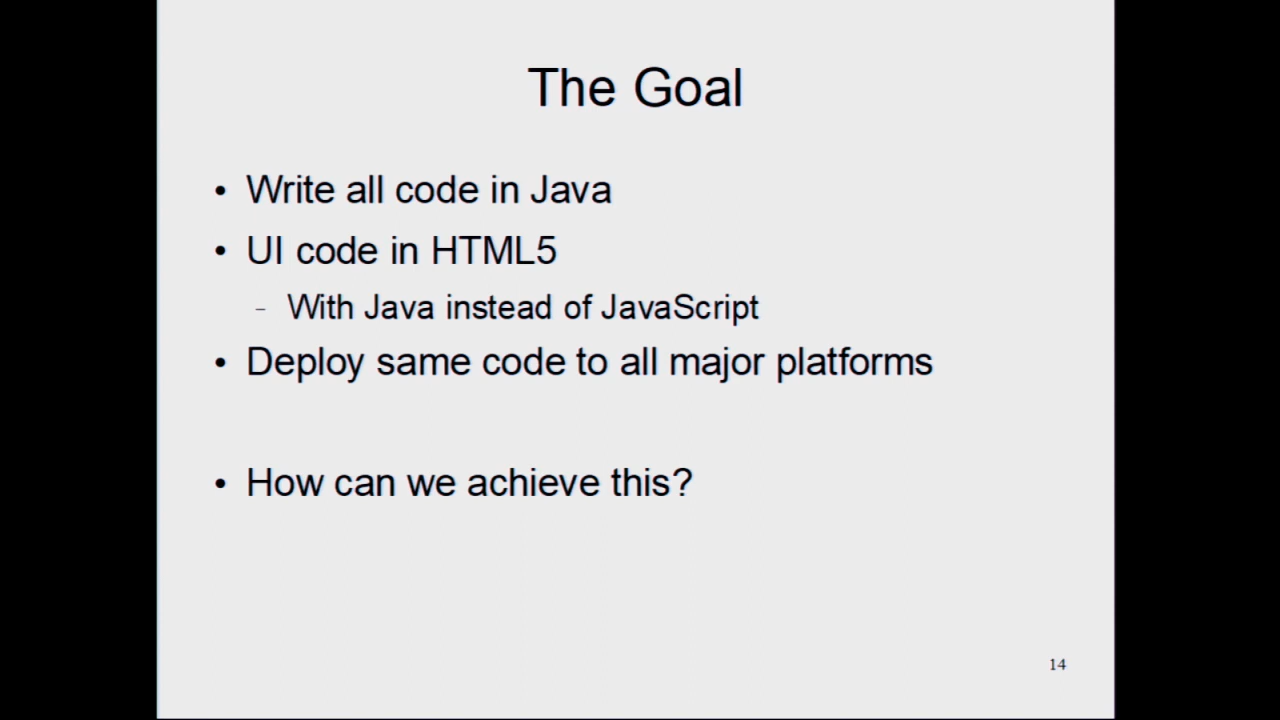 The Goal
• Write all code in Java
• UI code in HTML5
– With Java instead of JavaScript
• Deploy same code to all major platforms
• How can we achieve this?
14